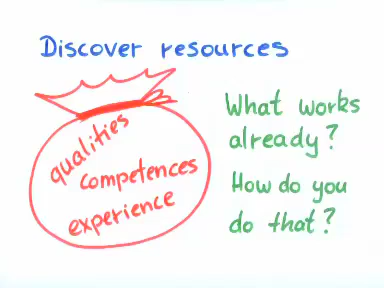 Discover resources
qualities
competences
experience
What works
already?
How do you
do that?